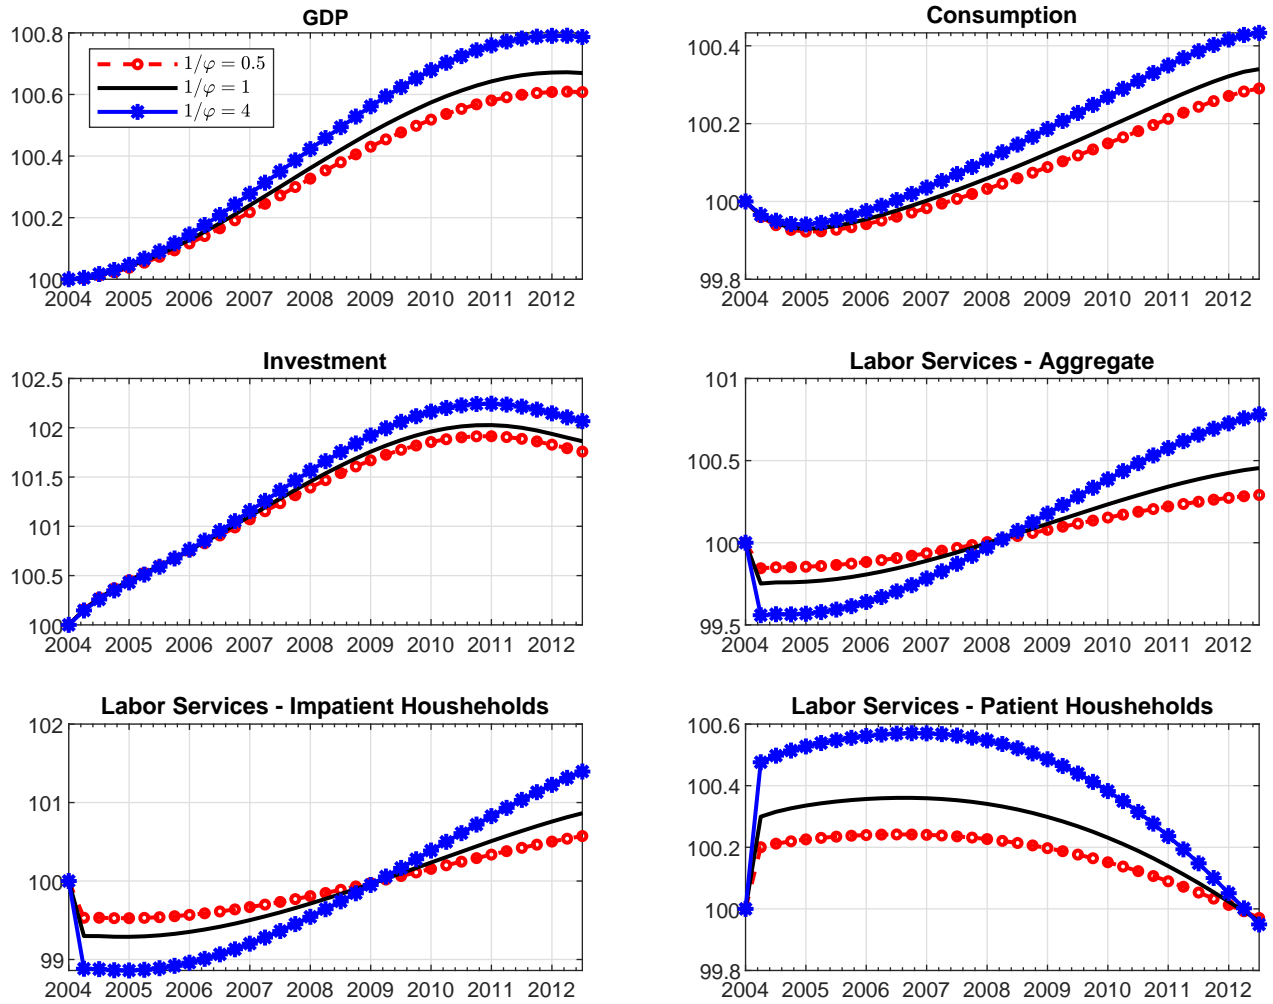 GDP
100.8
100.6
100.4
100.2
100
1/φ = 0.5
1/φ = 1
1/φ = 4
2004 2005 2006 2007 2008 2009 2010 2011 2012
Consumption
100.4
100.2
100
99.8
2004 2005 2006 2007 2008 2009 2010 2011 2012
Investment
102.5
102
101.5
101
100.5
100
2004 2005 2006 2007 2008 2009 2010 2011 2012
Labor Services - Aggregate
101
100.5
100
99.5
2004 2005 2006 2007 2008 2009 2010 2011 2012
Labor Services - Impatient Housheholds
102
101
100
99
2004 2005 2006 2007 2008 2009 2010 2011 2012
Labor Services - Patient Housheholds
100.6
100.4
100.2
100
99.8
2004 2005 2006 2007 2008 2009 2010 2011 2012